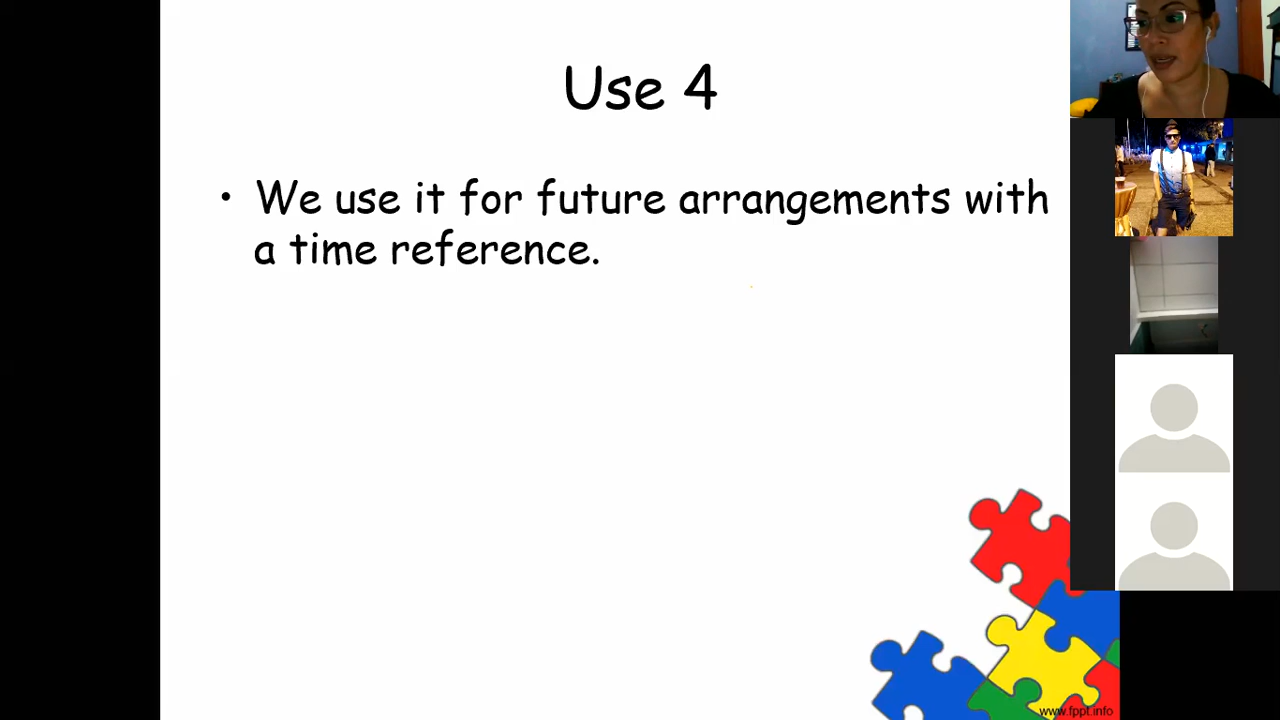 Use 4
• We use it for future arrangements with
a time reference.
www.fppt.info